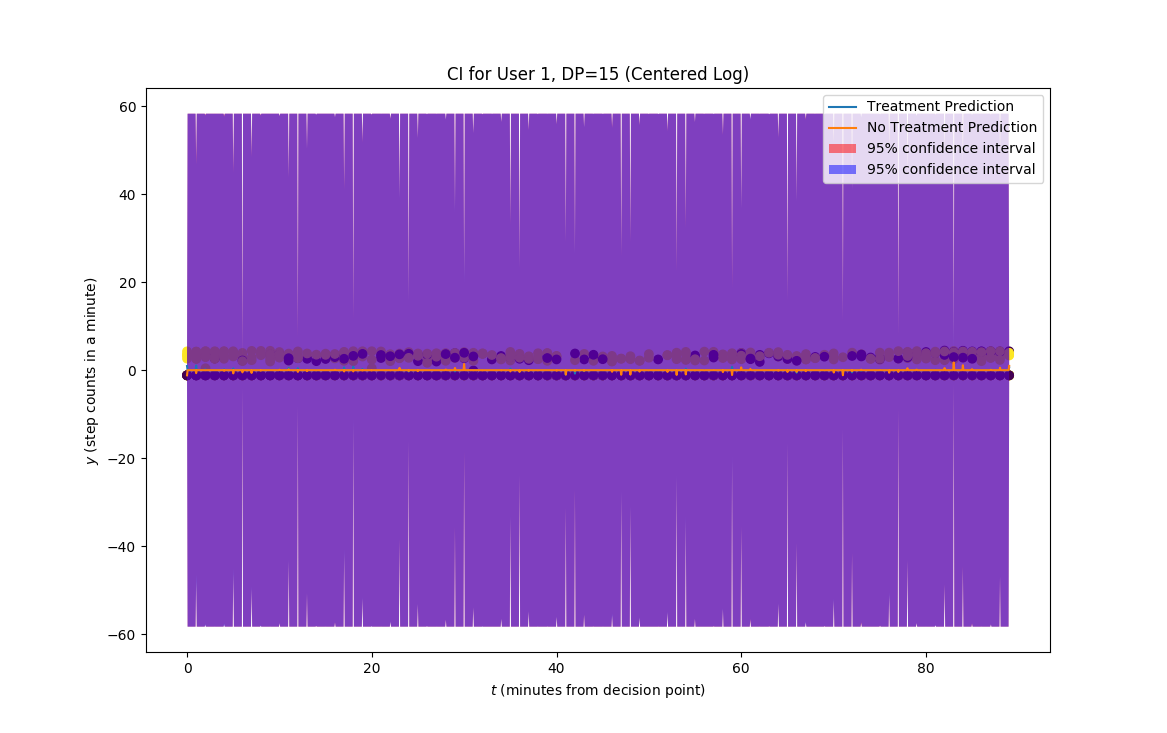 CI for User 1, DP=15 (Centered Log)
Treatment Prediction
No Treatment Prediction
95% confidence interval
95% confidence interval
60
40
20
0
−20
−40
−60
y (step counts in a minute)
0 20 40 60 80
t (minutes from decision point)